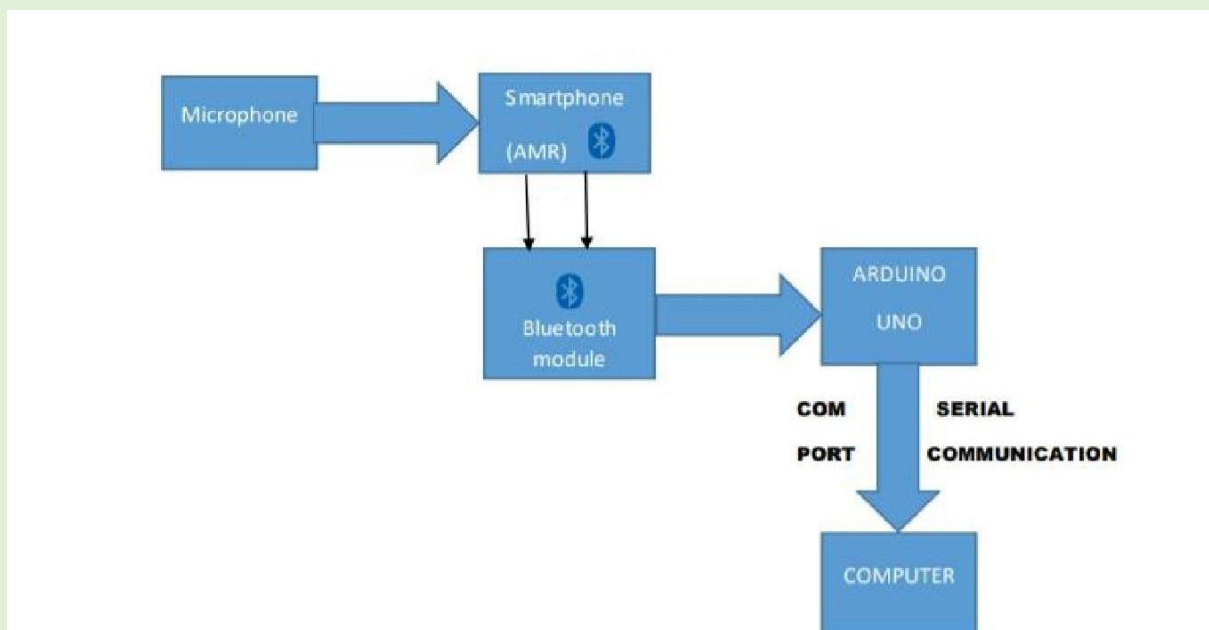 Microphone
Smartphone
(AMR)
Bluetooth
module
ARDUINO
UNO
COM SERIAL
PORT COMMUNICATION
COMPUTER